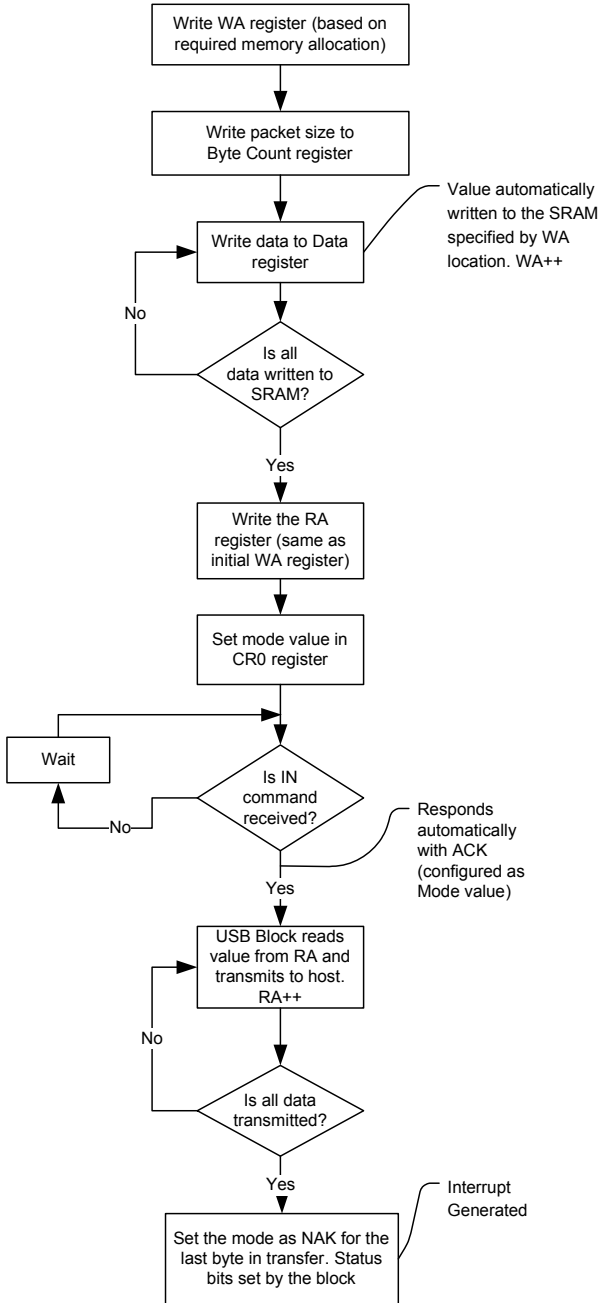 Write WA register (based on
required memory allocation)
Write packet size to
Byte Count register
Value automatically
written to the SRAM
specified by WA
location. WA++
Write data to Data
register
No
Is all
data written to
SRAM?
Yes
Write the RA
register (same as
initial WA register)
Set mode value in
CR0 register
Wait
Is IN
command
received?
No
Responds
automatically
with ACK
(configured as
Mode value)
Yes
USB Block reads
value from RA and
transmits to host.
RA++
No
Is all data
transmitted?
Yes
Interrupt
Generated
Set the mode as NAK for the
last byte in transfer. Status
bits set by the block